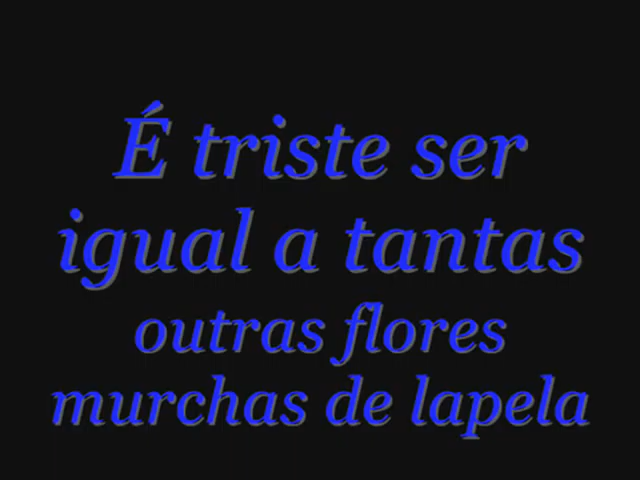 É triste ser
igual a tantas
outras flores
murchas de lapela